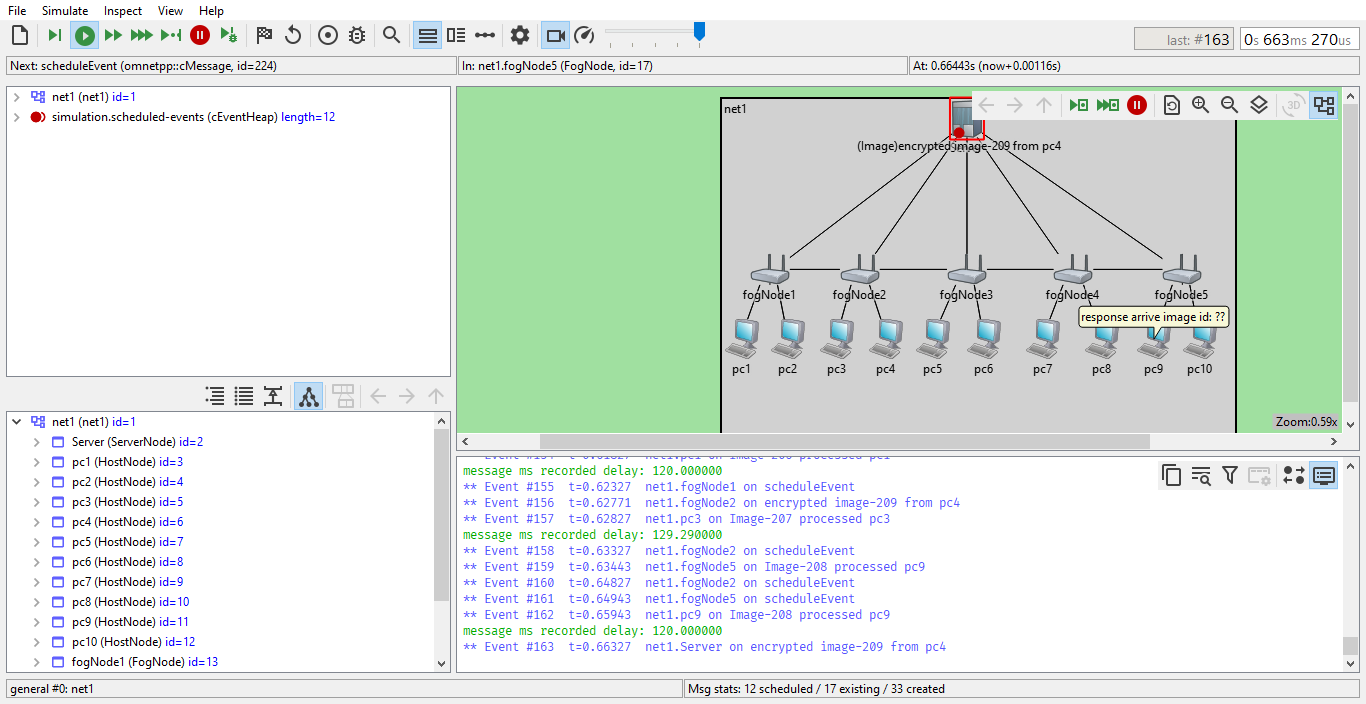 File Simulate Inspect View Help
last: #163 0s 663ms 270us
Next: scheduleEvent (omnetpp::cMessage, id=224) In: net1.fogNode5 (FogNode, id=17) At: 0.66443s (now+0.00116s)
net1 (net1) id=1
simulation.scheduled-events (cEventHeap) length=12
3D
net1
(Image)encrypted image-209 from pc4
fogNode1 fogNode2 fogNode3 fogNode4 fogNode5
response arrive image id: ??
pc1 pc2 pc3 pc4 pc5 pc6 pc7 pc8 pc9 pc10
Zoom:0.59x
net1 (net1) id=1
Server (ServerNode) id=2
pc1 (HostNode) id=3
pc2 (HostNode) id=4
pc3 (HostNode) id=5
pc4 (HostNode) id=6
pc5 (HostNode) id=7
pc6 (HostNode) id=8
pc7 (HostNode) id=9
pc8 (HostNode) id=10
pc9 (HostNode) id=11
pc10 (HostNode) id=12
fogNode1 (FogNode) id=13
message ms recorded delay: 120.000000
** Event #155 t=0.62327 net1.fogNode1 on scheduleEvent
** Event #156 t=0.62771 net1.fogNode2 on encrypted image-209 from pc4
** Event #157 t=0.62827 net1.pc3 on Image-207 processed pc3
message ms recorded delay: 129.290000
** Event #158 t=0.63327 net1.fogNode2 on scheduleEvent
** Event #159 t=0.63443 net1.fogNode5 on Image-208 processed pc9
** Event #160 t=0.64827 net1.fogNode2 on scheduleEvent
** Event #161 t=0.64943 net1.fogNode5 on scheduleEvent
** Event #162 t=0.65943 net1.pc9 on Image-208 processed pc9
message ms recorded delay: 120.000000
** Event #163 t=0.66327 net1.Server on encrypted image-209 from pc4
general #0: net1 Msg stats: 12 scheduled / 17 existing / 33 created